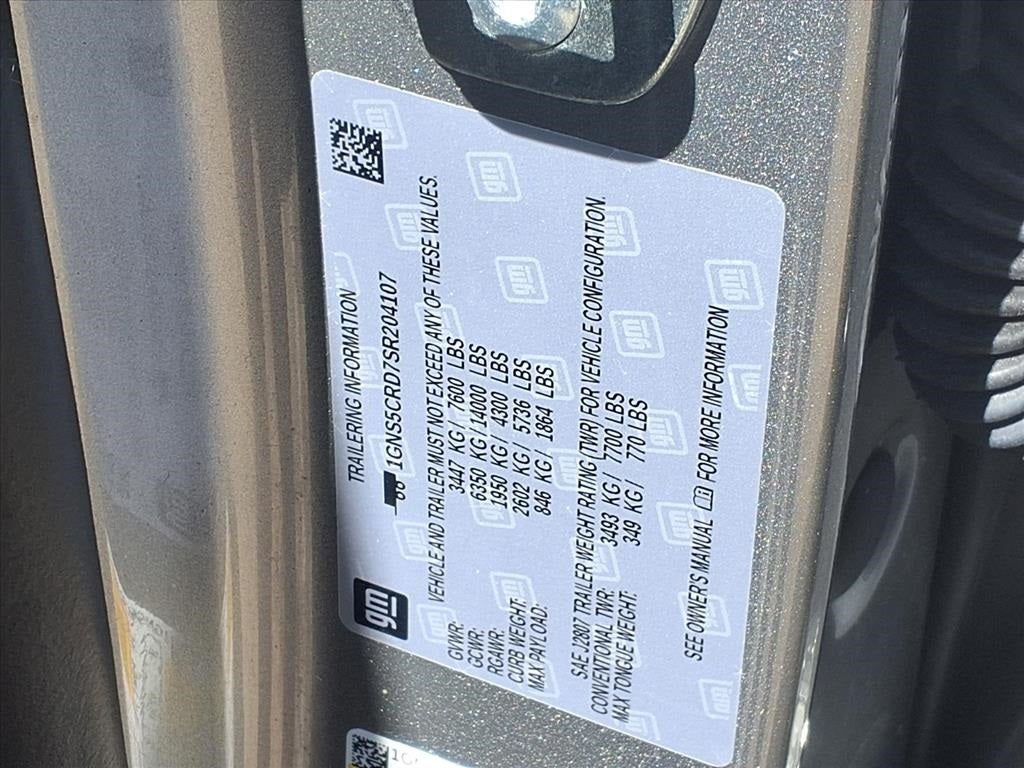 gm
TRAILERING INFORMATION
1GNS5CRD7SR204107
VEHICLE AND TRAILER MUST NOT EXCEED ANY OF THESE VALUES.
GVWR: 3447 KG / 7600 LBS
GCWR: 6350 KG / 14000 LBS
RGAWR: 1950 KG / 4300 LBS
CURB WEIGHT: 2602 KG / 5736 LBS
MAX PAYLOAD: 846 KG / 1864 LBS
SAE J2807 TRAILER WEIGHT RATING (TWR) FOR VEHICLE CONFIGURATION.
CONVENTIONAL TWR: 3493 KG / 7700 LBS
MAX TONGUE WEIGHT: 349 KG / 770 LBS
SEE OWNER'S MANUAL FOR MORE INFORMATION